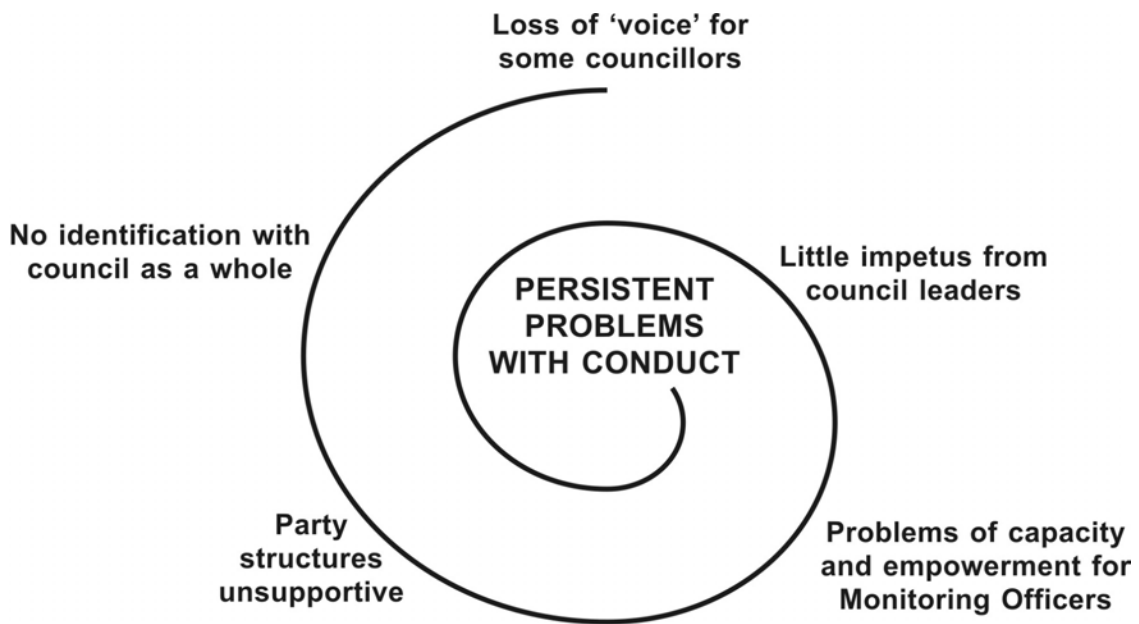 Loss of ‘voice’ for
some councillors
No identification with
council as a whole
Little impetus from
council leaders
PERSISTENT
PROBLEMS
WITH CONDUCT
Party
structures
unsupportive
Problems of capacity
and empowerment for
Monitoring Officers